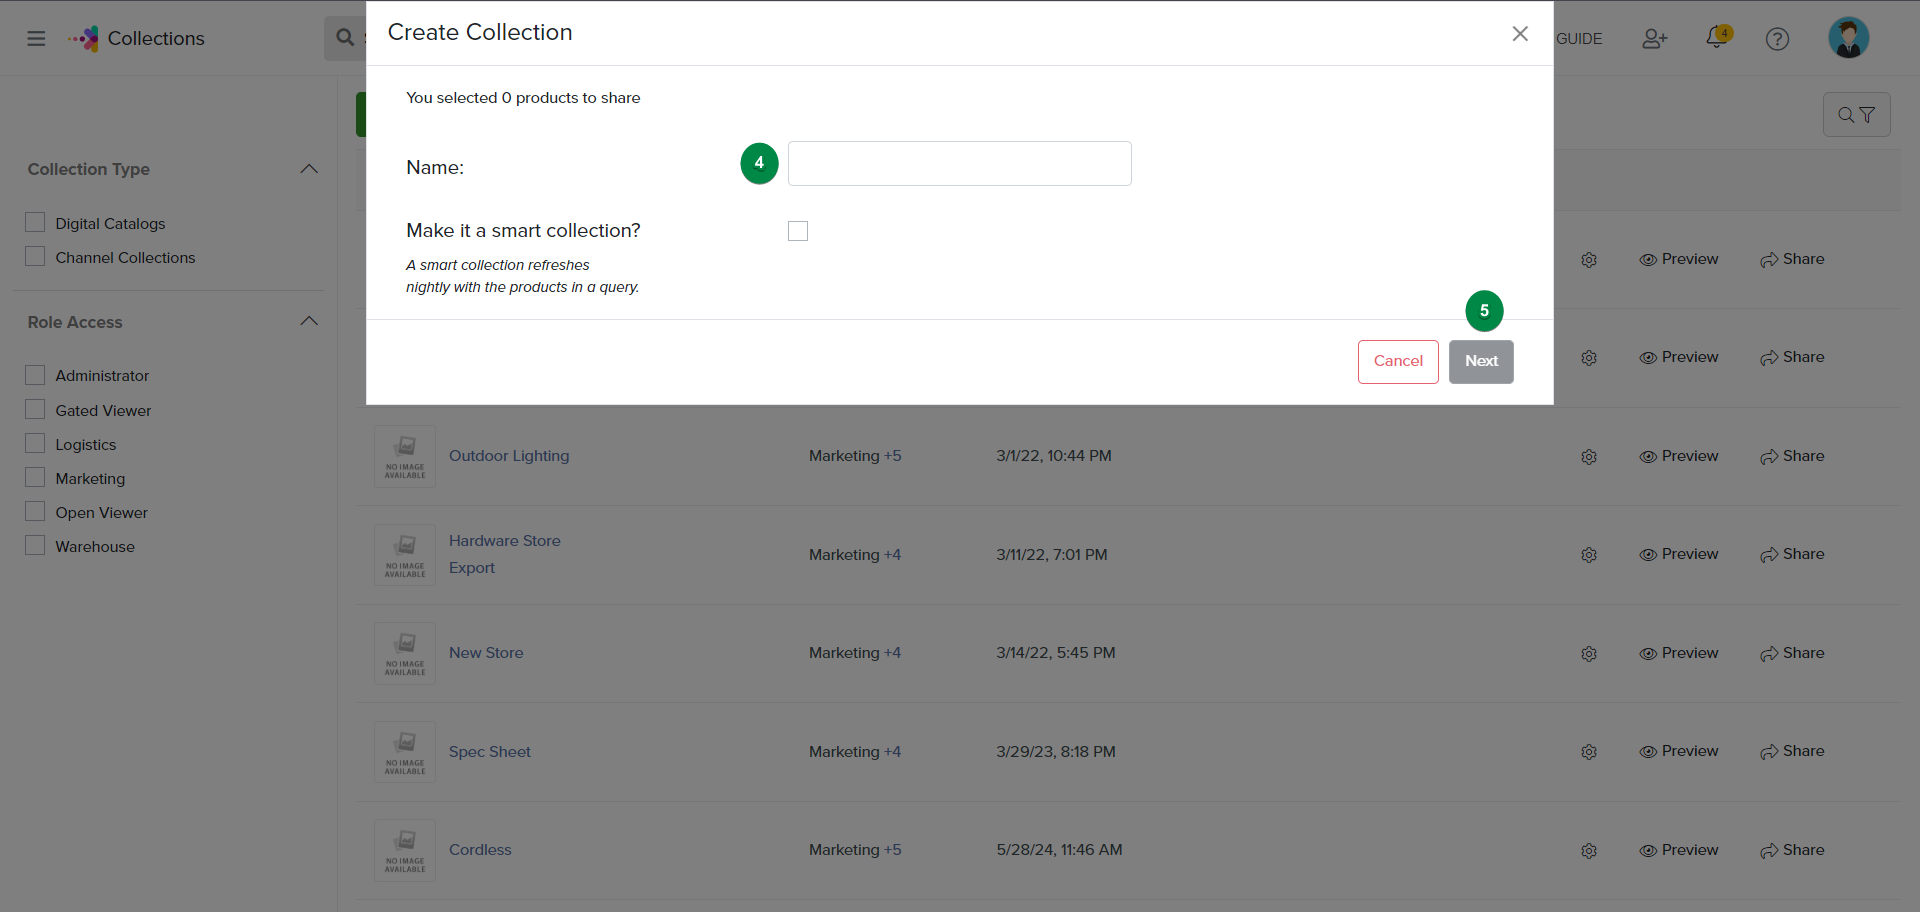 Collections
S
Create Collection
GUIDE
4
You selected 0 products to share
Name:
4
Make it a smart collection?
A smart collection refreshes
nightly with the products in a query.
5
Cancel
Next
Collection Type
Digital Catalogs
Channel Collections
Role Access
Administrator
Gated Viewer
Logistics
Marketing
Open Viewer
Warehouse
Preview
Share
Preview
Share
NO IMAGE
AVAILABLE
Outdoor Lighting
Marketing +5
3/1/22, 10:44 PM
Preview
Share
NO IMAGE
AVAILABLE
Hardware Store
Export
Marketing +4
3/11/22, 7:01 PM
Preview
Share
NO IMAGE
AVAILABLE
New Store
Marketing +4
3/14/22, 5:45 PM
Preview
Share
NO IMAGE
AVAILABLE
Spec Sheet
Marketing +4
3/29/23, 8:18 PM
Preview
Share
NO IMAGE
AVAILABLE
Cordless
Marketing +5
5/28/24, 11:46 AM
Preview
Share